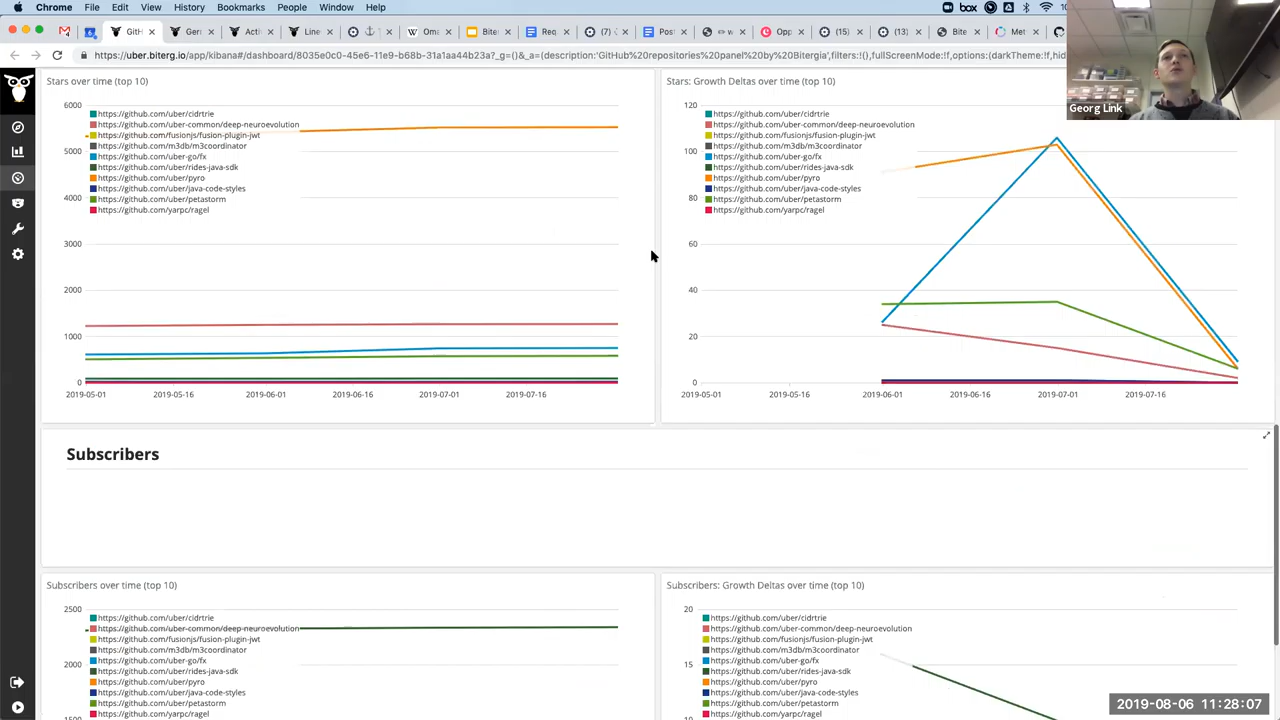 Chrome File Edit View History Bookmarks People Window Help
box
GitH
Gerr
Acti
Line
(7)
Om
Bite
Req
Post
(15)
Ope
(13)
Bite
Met
https://uber.biterg.io/app/kibana#/dashboard/8035e0c0-45e6-11e9-b68b-31a1aa44b23a?_g=()&_a=(description:'GitHub%20repositories%20panel%20by%20Bitergia',filters:!(),fullScreenMode:!f,options:(darkTheme:!f,hid
Georg Link
Stars over time (top 10)
6000
5000
4000
3000
2000
1000
0
https://github.com/uber/cidrtrie
https://github.com/uber-common/deep-neuroevolution
https://github.com/fusionjs/fusion-plugin-jwt
https://github.com/m3db/m3coordinator
https://github.com/uber-go/fx
https://github.com/uber/rides-java-sdk
https://github.com/uber/pyro
https://github.com/uber/java-code-styles
https://github.com/uber/petastorm
https://github.com/yarpc/ragel
2019-05-01 2019-05-16 2019-06-01 2019-06-16 2019-07-01 2019-07-16
Stars: Growth Deltas over time (top 10)
120
100
80
60
40
20
0
https://github.com/uber/cidrtrie
https://github.com/uber-common/deep-neuroevolution
https://github.com/fusionjs/fusion-plugin-jwt
https://github.com/m3db/m3coordinator
https://github.com/uber-go/fx
https://github.com/uber/rides-java-sdk
https://github.com/uber/pyro
https://github.com/uber/java-code-styles
https://github.com/uber/petastorm
https://github.com/yarpc/ragel
2019-05-01 2019-05-16 2019-06-01 2019-06-16 2019-07-01 2019-07-16
Subscribers
Subscribers over time (top 10)
2500
2000
1500
https://github.com/uber/cidrtrie
https://github.com/uber-common/deep-neuroevolution
https://github.com/fusionjs/fusion-plugin-jwt
https://github.com/m3db/m3coordinator
https://github.com/uber-go/fx
https://github.com/uber/rides-java-sdk
https://github.com/uber/pyro
https://github.com/uber/java-code-styles
https://github.com/uber/petastorm
https://github.com/yarpc/ragel
Subscribers: Growth Deltas over time (top 10)
20
15
10
https://github.com/uber/cidrtrie
https://github.com/uber-common/deep-neuroevolution
https://github.com/fusionjs/fusion-plugin-jwt
https://github.com/m3db/m3coordinator
https://github.com/uber-go/fx
https://github.com/uber/rides-java-sdk
https://github.com/uber/pyro
https://github.com/uber/java-code-styles
https://github.com/uber/petastorm
https://github.com/yarpc/ragel
2019-08-06 11:28:07